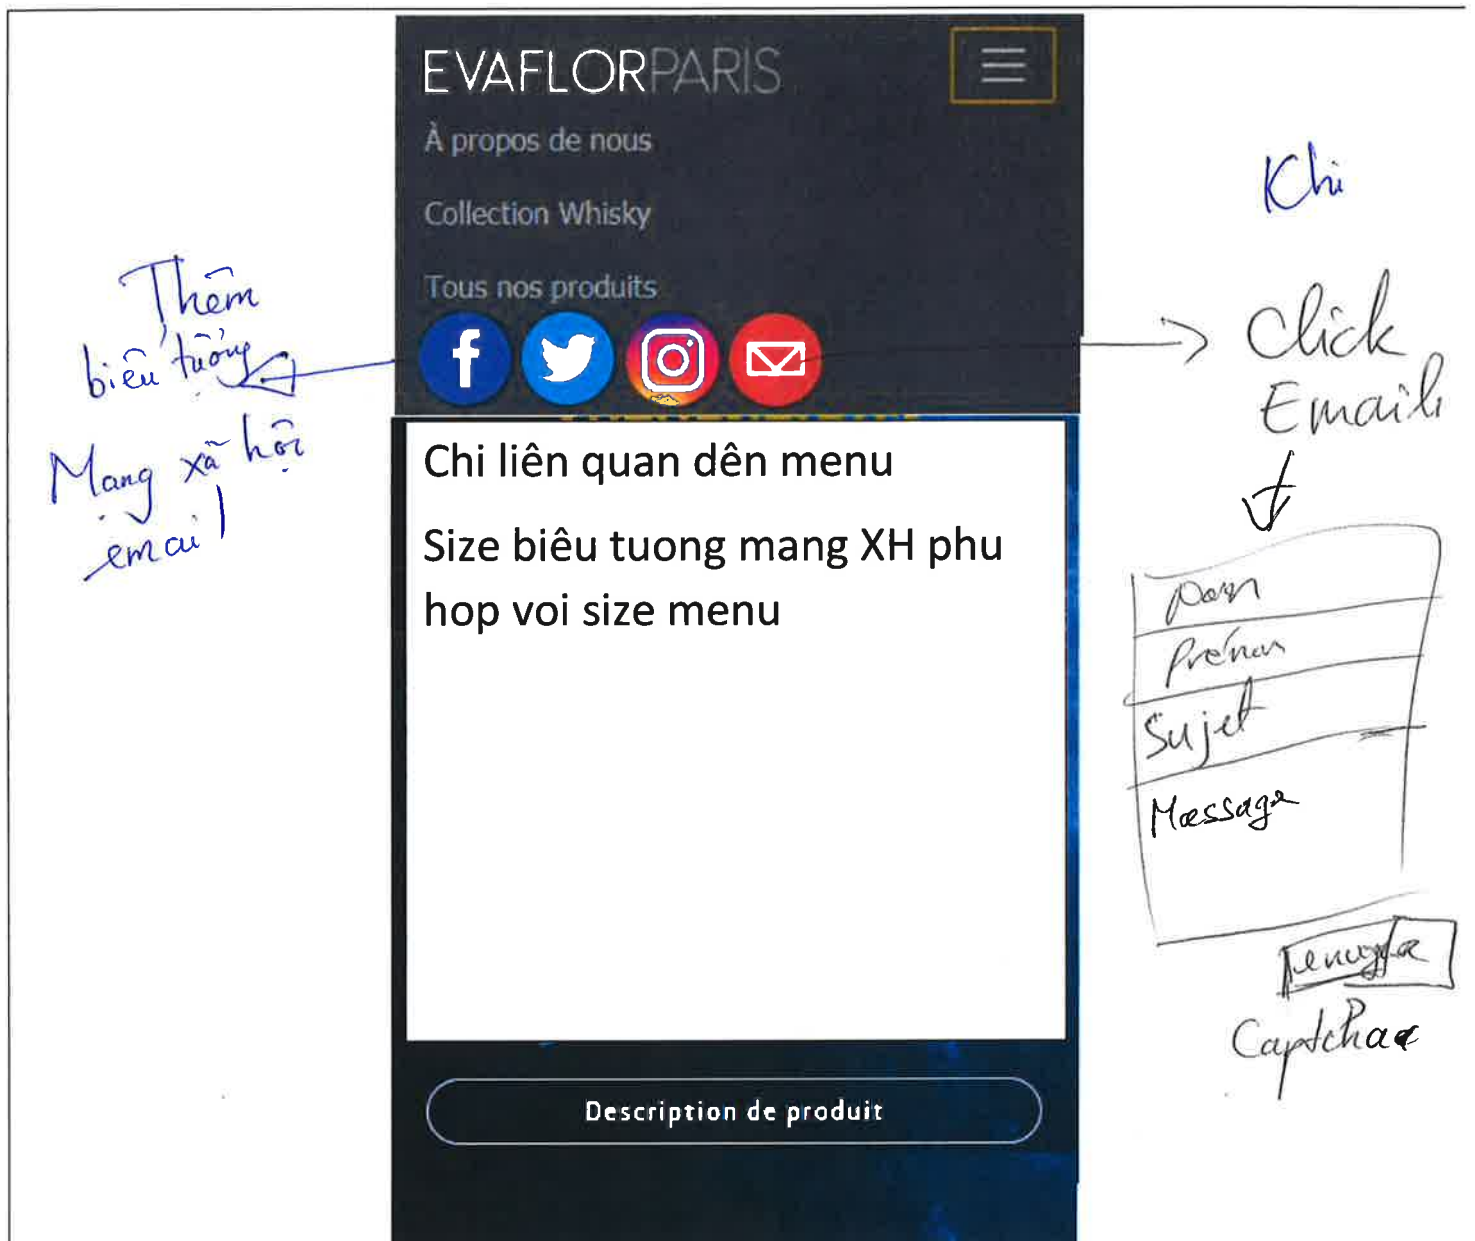 EVAFLORPARIS
À propos de nous
Collection Whisky
Tous nos produits
Thêm
biểu tượng
Mạng xã hội
email
Khi
Click
Email
Chi liên quan dên menu
Size biêu tuong mang XH phu
hop voi size menu
Prénom
Sujet
Message
Captcha
Description de produit